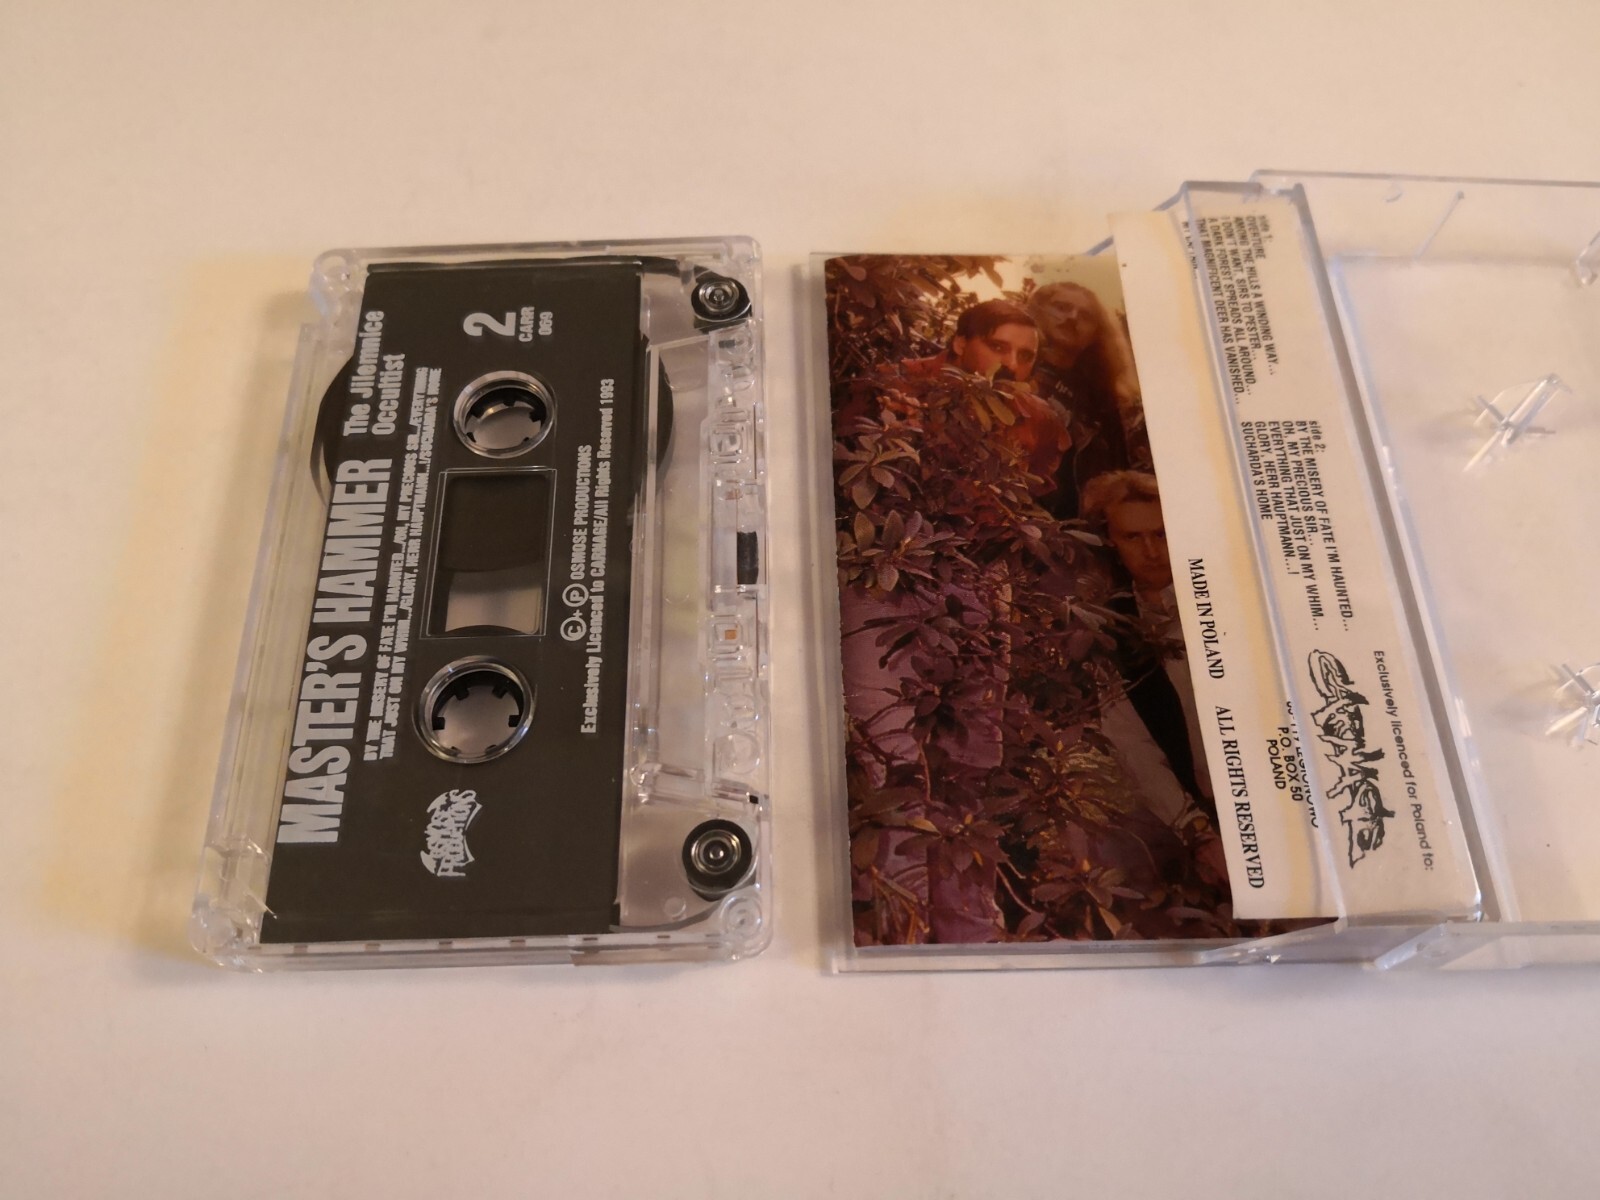 MASTER'S HAMMER
The Jilemnice
Occultist
BY THE MISERY OF FATE I'M HAUNTED.../OH, MY PRECIOUS SIR.../EVERYTHING
THAT JUST ON MY WHIM.../GLORY, HERR HAUPTMANN...!/SUCHARDA'S HOME
2
CARR
069
OSMOSE
PRODUCTIONS
C+P OSMOSE PRODUCTIONS
Exclusively Licenced to CARNAGE/All Rights Reserved 1993
side 1:
OVERTURE
AMONG THE HILLS A WINDING WAY...
I DON'T WANT, SIRS TO PESTER...
A DARK FOREST SPREADS ALL AROUND...
THAT MAGNIFICENT DEER HAS VANISHED...
side 2:
BY THE MISERY OF FATE I'M HAUNTED...
OH, MY PRECIOUS SIR...
EVERYTHING THAT JUST ON MY WHIM...
GLORY, HERR HAUPTMANN...!
SUCHARDA'S HOME
Exclusively licenced for Poland to:
CARNAGE
P.O. BOX 50
POLAND
MADE IN POLAND ALL RIGHTS RESERVED